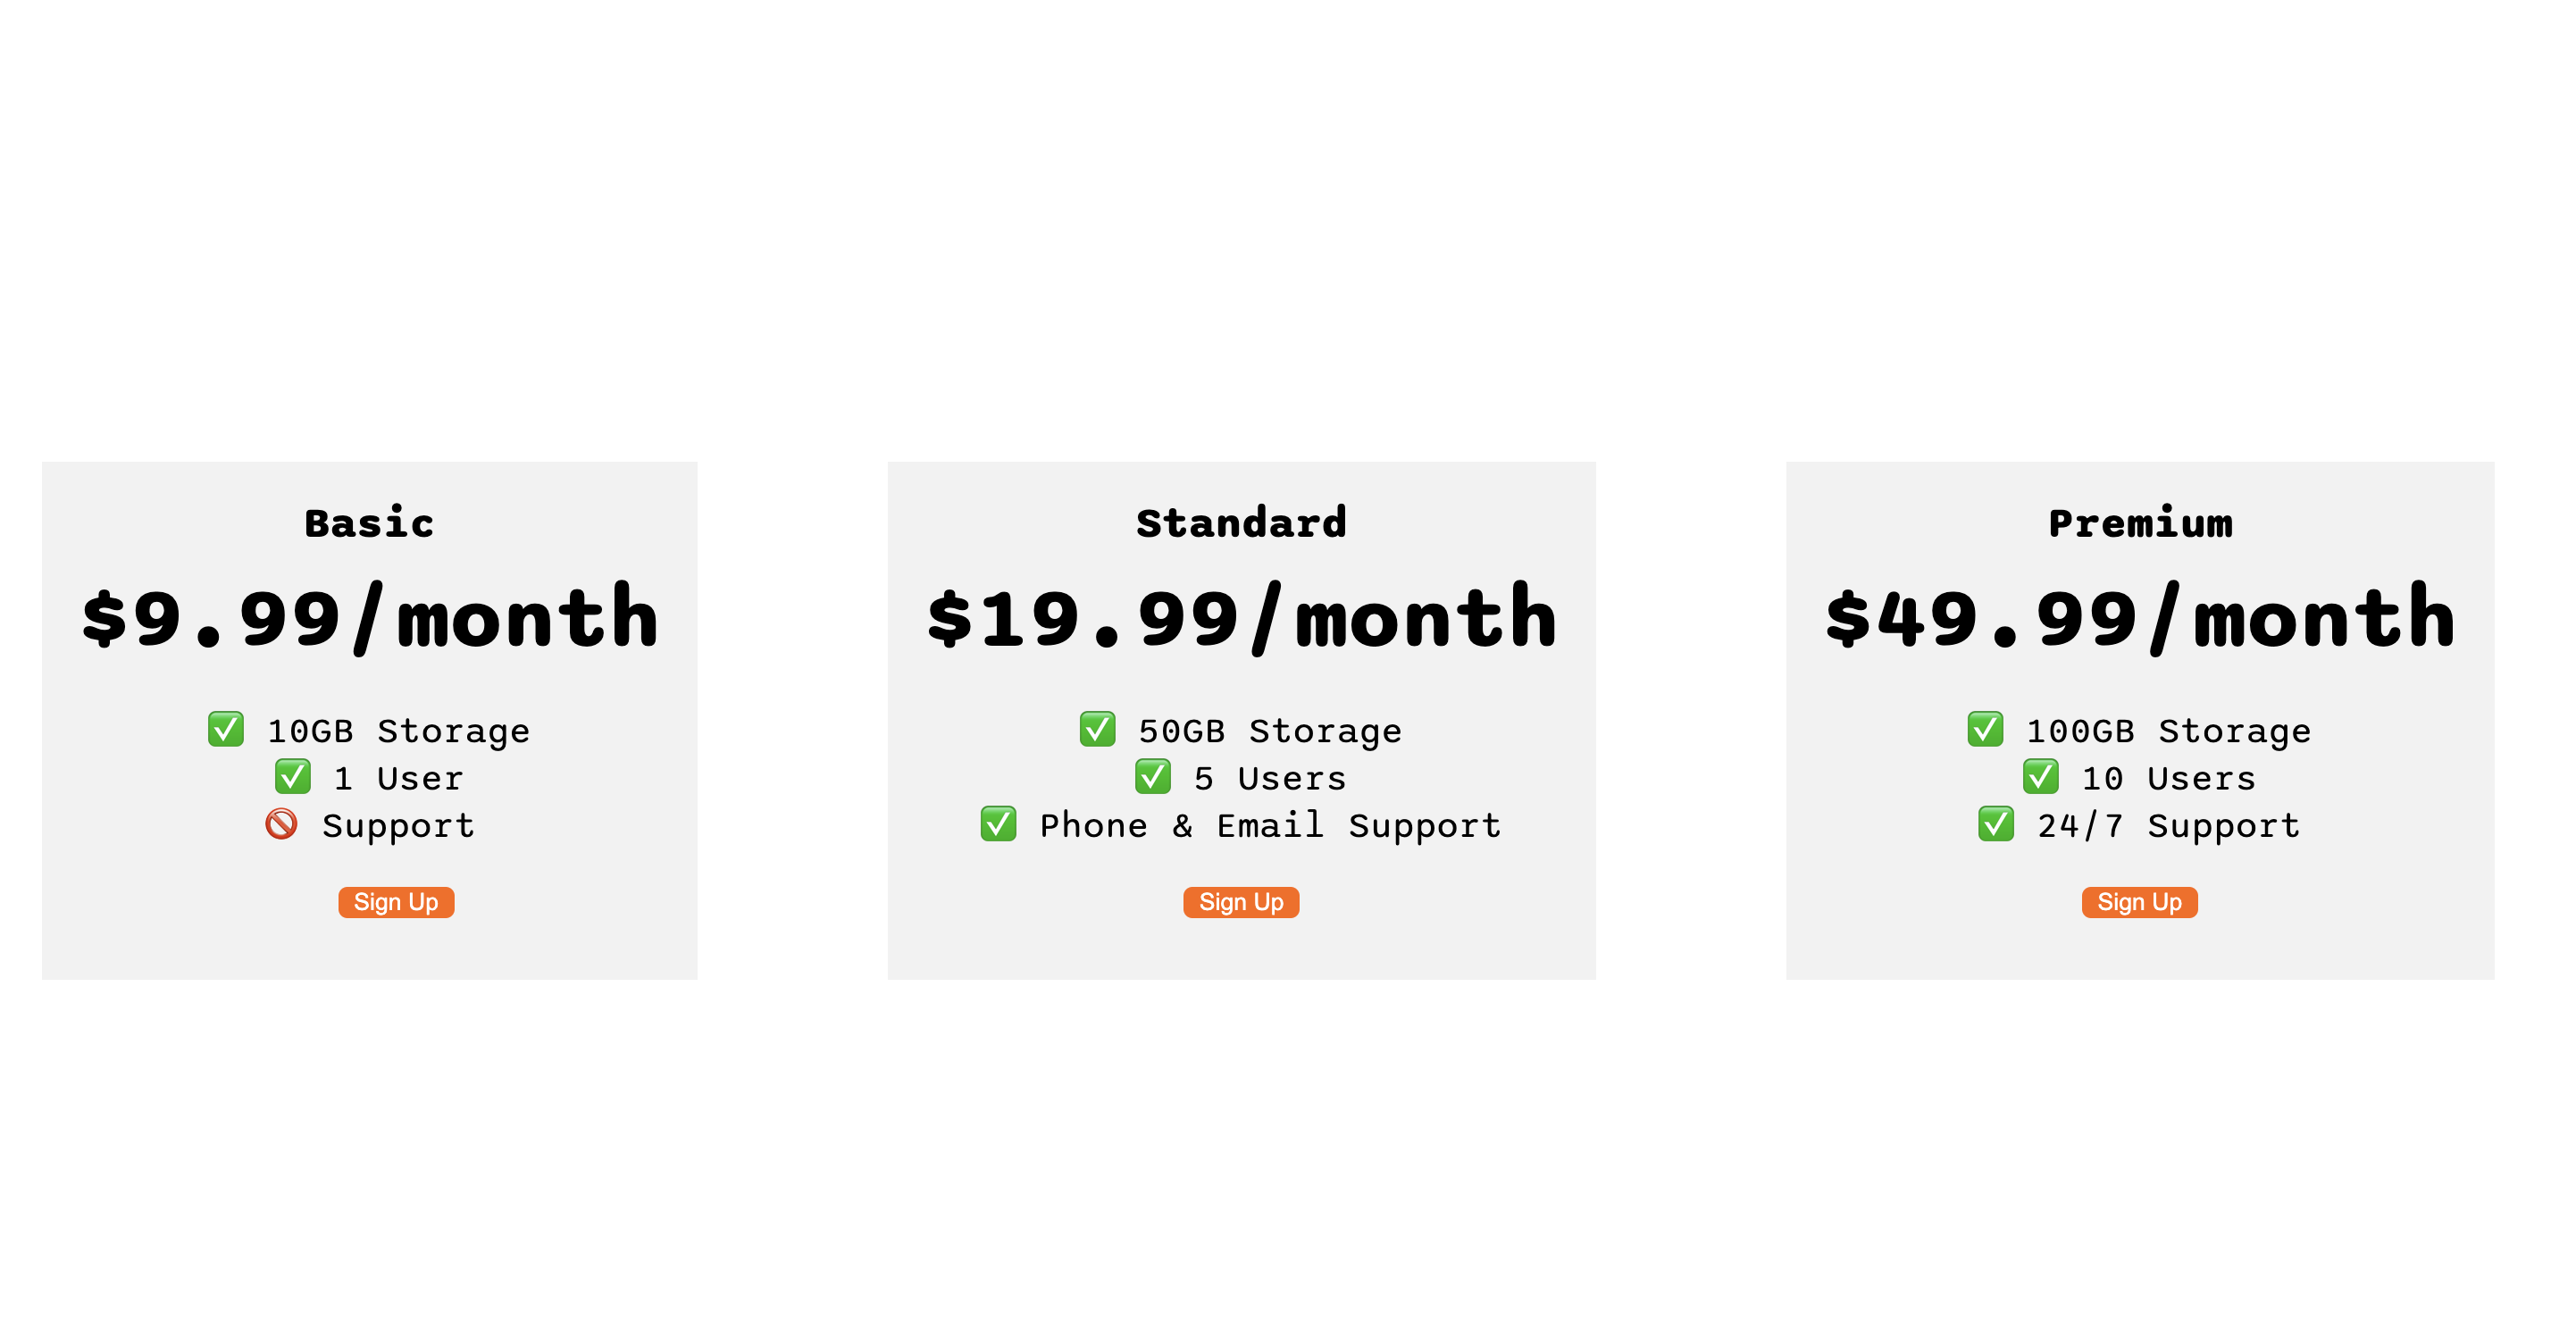 Basic
$9.99/month
✅ 10GB Storage
✅ 1 User
🚫 Support
Sign Up
Standard
$19.99/month
✅ 50GB Storage
✅ 5 Users
✅ Phone & Email Support
Sign Up
Premium
$49.99/month
✅ 100GB Storage
✅ 10 Users
✅ 24/7 Support
Sign Up